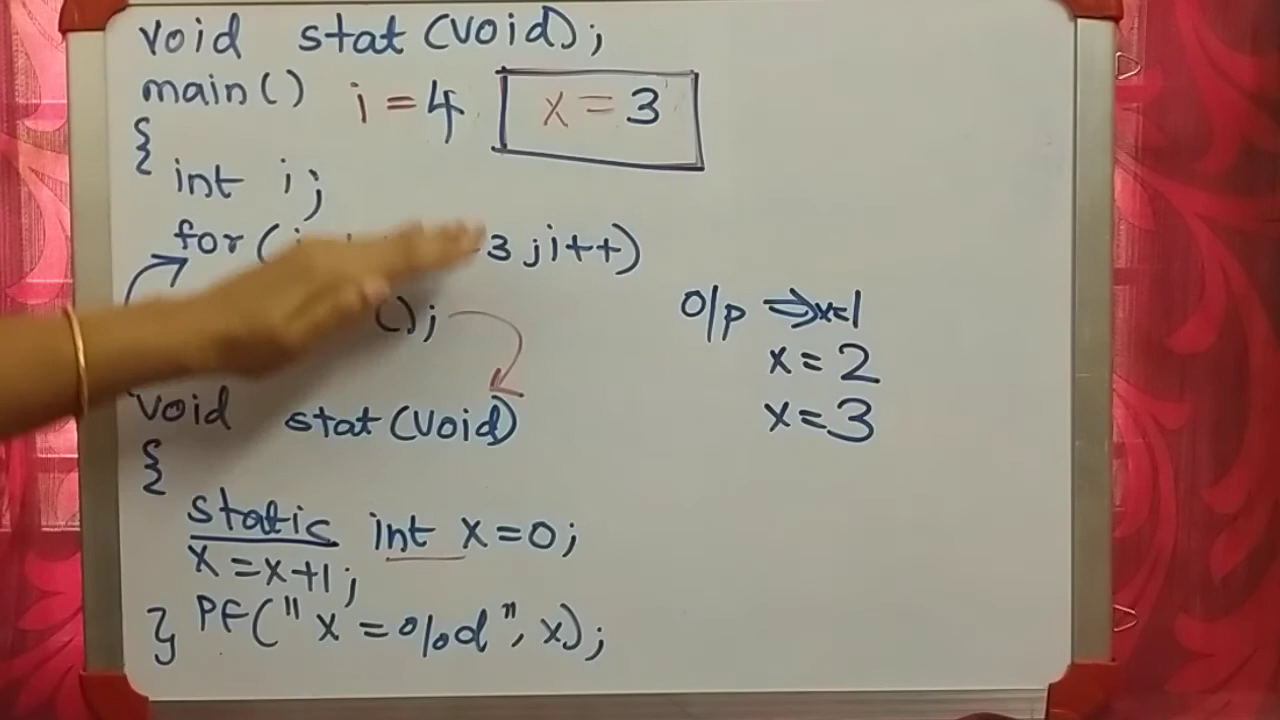 void stat (void);
main()
i = 4
x = 3
{
int i;
for( 3;i++)
();
void stat (void)
{
static int x=0;
x=x+1;
} PF("x=%d", x);
o/p ⇒x=1
x=2
x=3